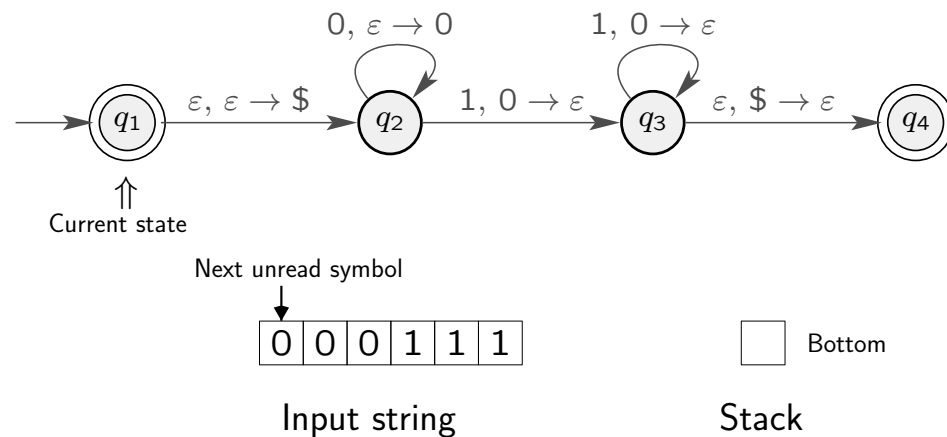 0, ε → 0 1, 0 → ε
q1 ε, ε → $ q2 1, 0 → ε q3 ε, $ → ε q4
⇑
Current state
Next unread symbol
0 0 0 1 1 1 Bottom
Input string Stack